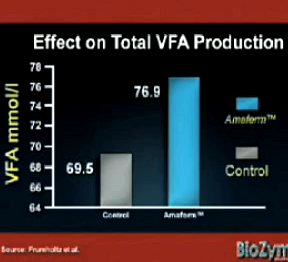 Effect on Total VFA Production
VFA mmol/l
78
76
74
72
70
68
66
64
69.5
76.9
Control
Amaferm™
Amaferm™
Control
Source: Frumholtz et al.
BioZym